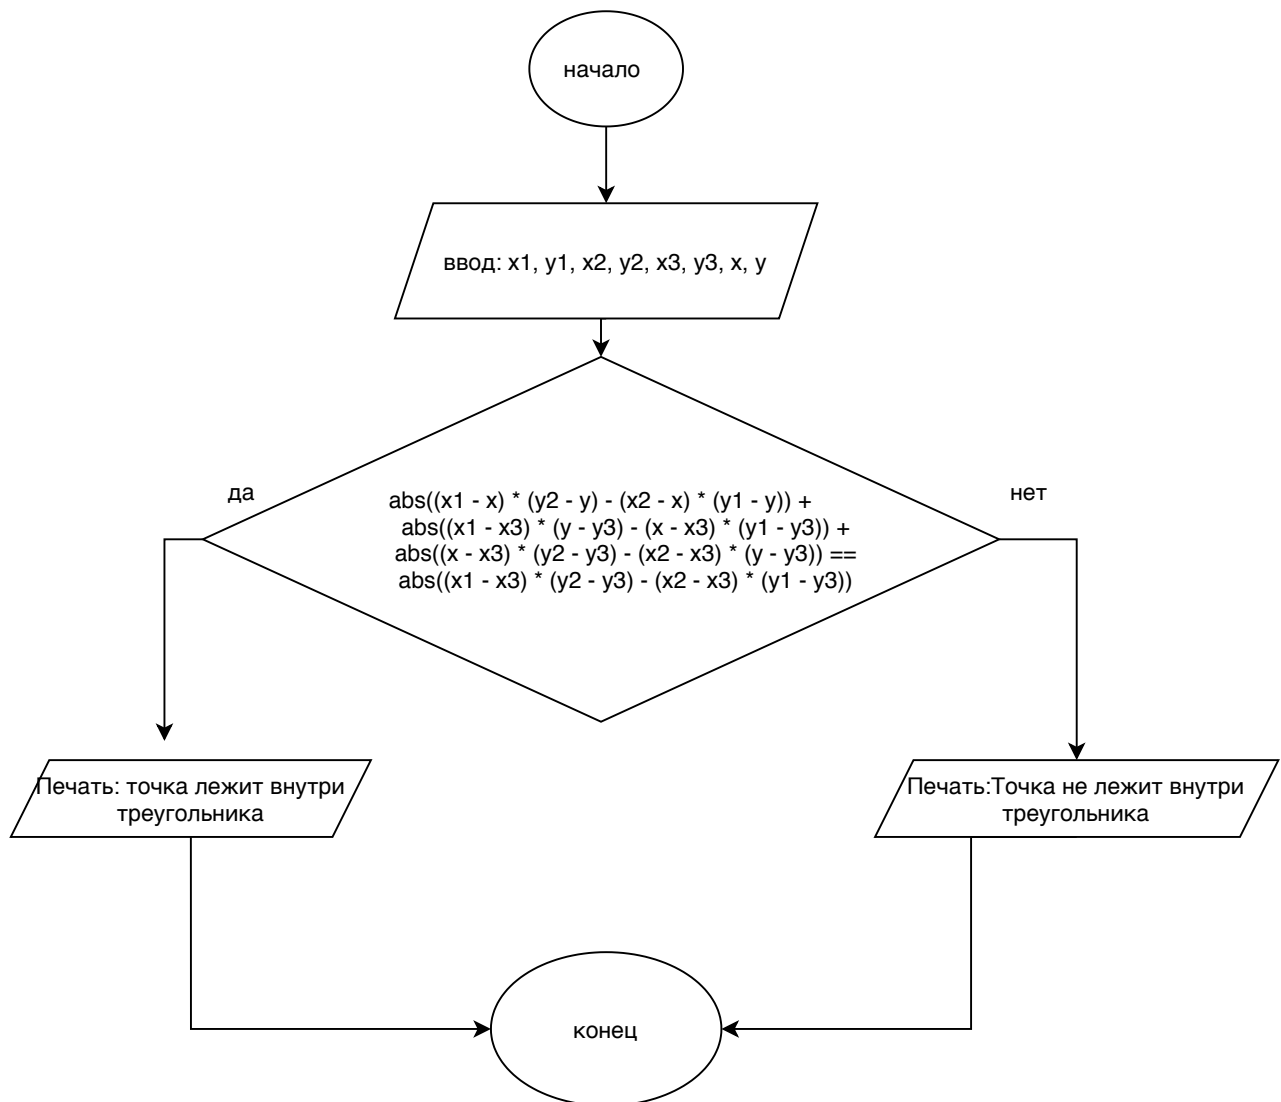 начало
ввод: x1, y1, x2, y2, x3, y3, x, y
да
нет
abs((x1 - x) * (y2 - y) - (x2 - x) * (y1 - y)) +
abs((x1 - x3) * (y - y3) - (x - x3) * (y1 - y3)) +
abs((x - x3) * (y2 - y3) - (x2 - x3) * (y - y3)) ==
abs((x1 - x3) * (y2 - y3) - (x2 - x3) * (y1 - y3))
Печать: точка лежит внутри
треугольника
Печать:Точка не лежит внутри
треугольника
конец